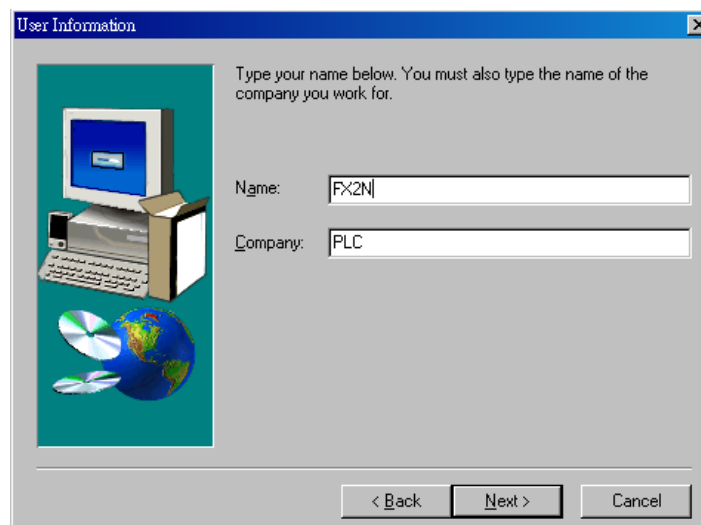 User Information
Type your name below. You must also type the name of the
company you work for.
Name: FX2N
Company: PLC
< Back Next > Cancel